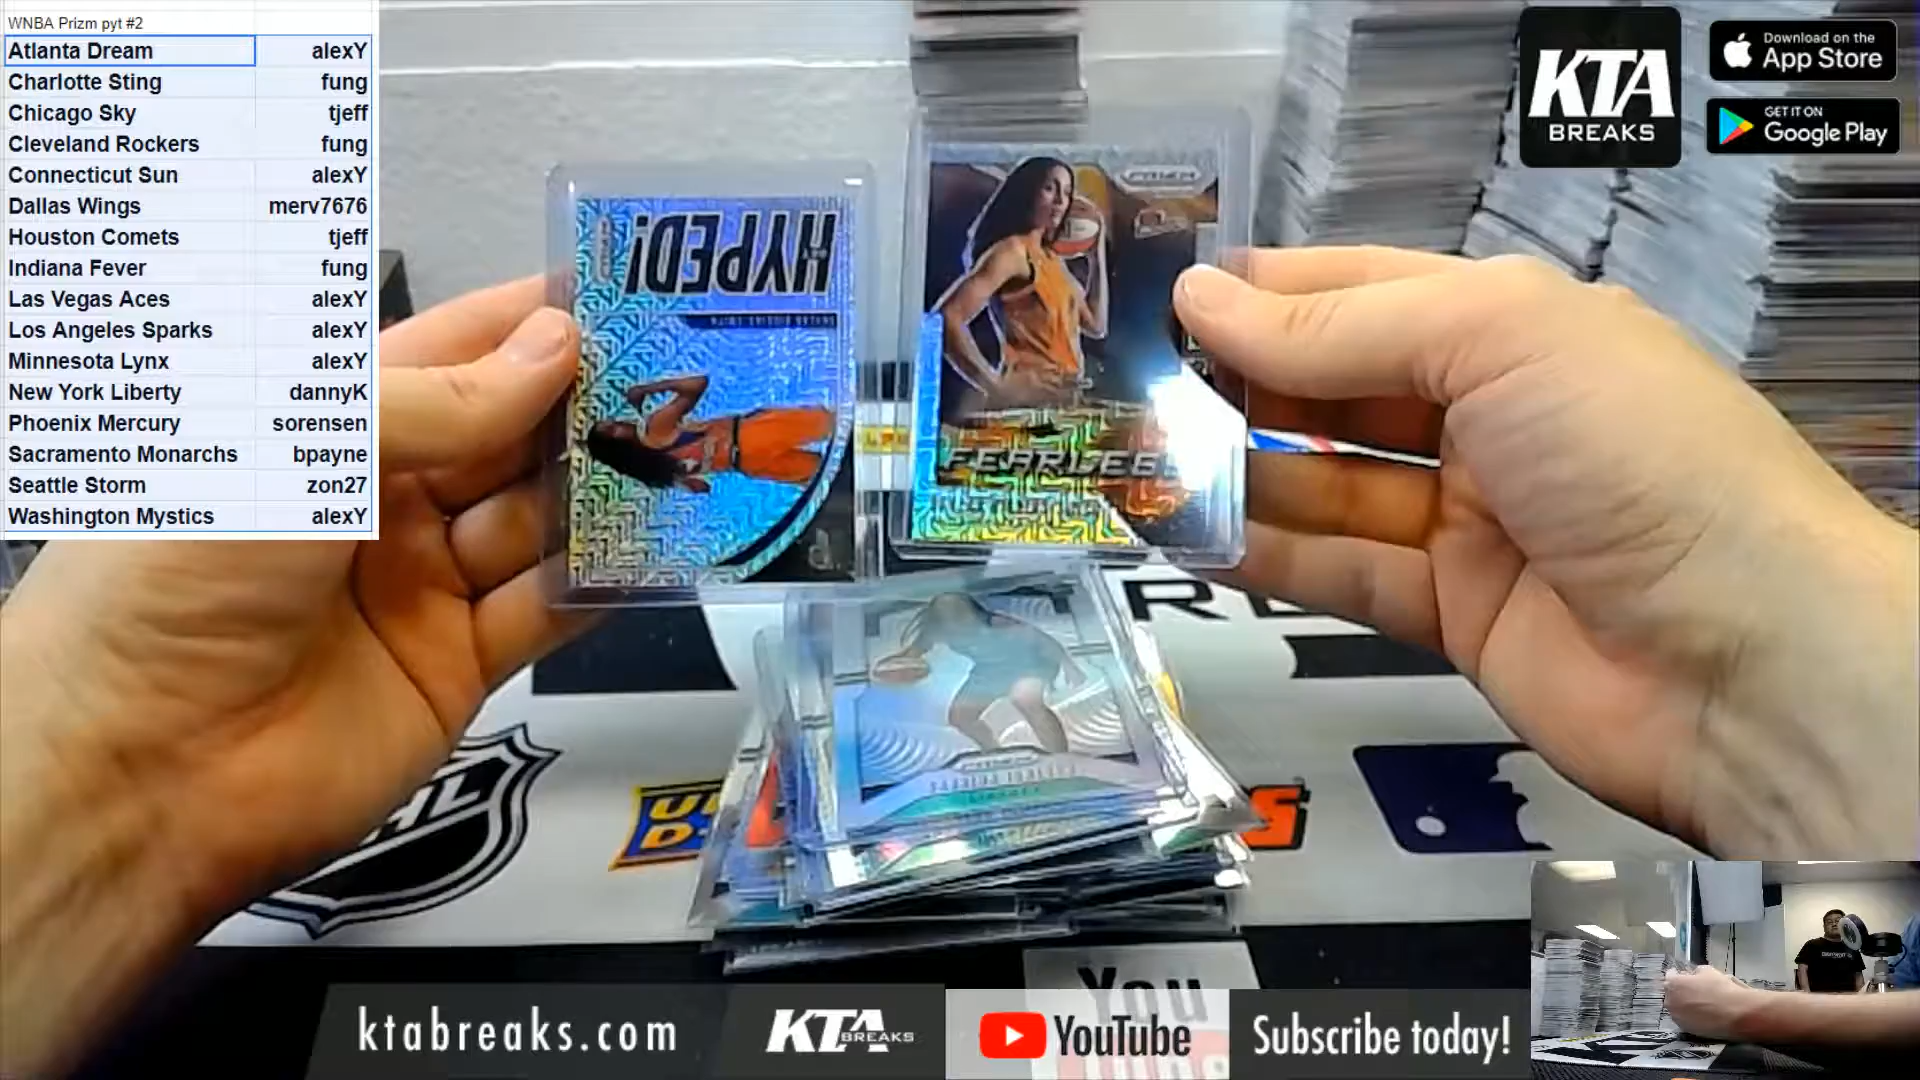 WNBA Prizm pyt #2
Atlanta Dream alexY
Charlotte Sting fung
Chicago Sky tjeff
Cleveland Rockers fung
Connecticut Sun alexY
Dallas Wings merv7676
Houston Comets tjeff
Indiana Fever fung
Las Vegas Aces alexY
Los Angeles Sparks alexY
Minnesota Lynx alexY
New York Liberty dannyK
Phoenix Mercury sorensen
Sacramento Monarchs bpayne
Seattle Storm zon27
Washington Mystics alexY
KTA
BREAKS
Download on the
App Store
GET IT ON
Google Play
HYPED!
PRIZM
FEARLESS
PRIZM
NHL
You
ktabreaks.com
KTA BREAKS
YouTube
Subscribe today!